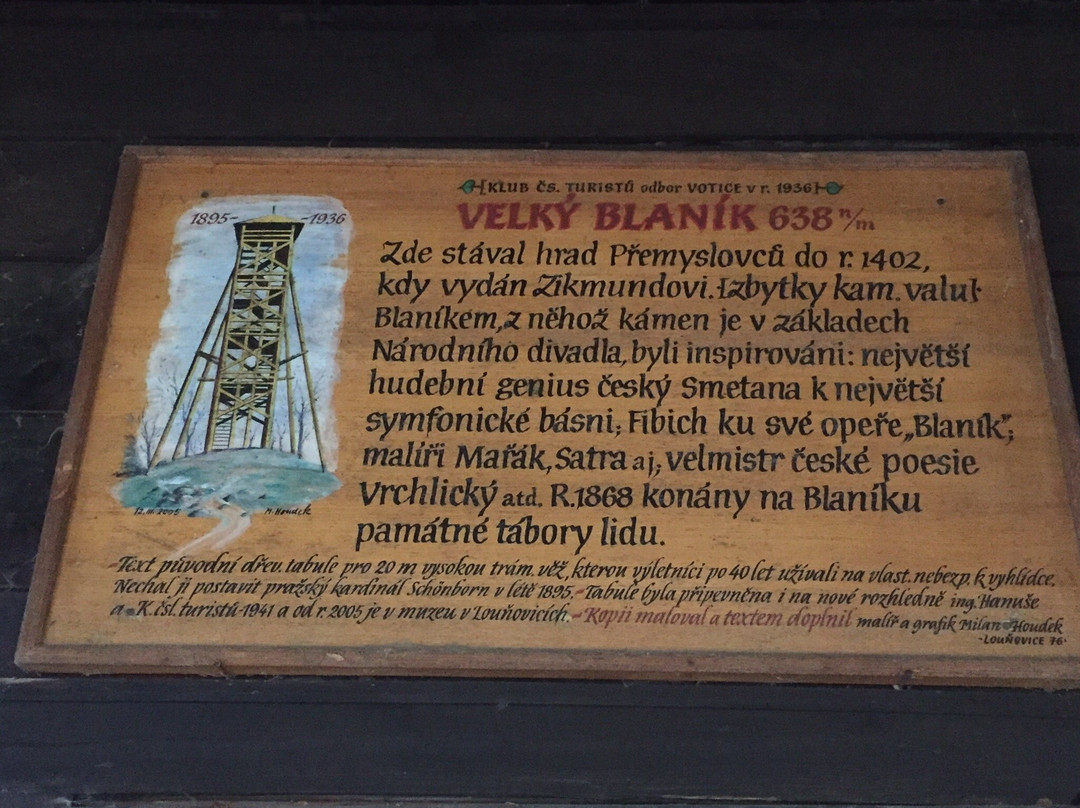 KLUB ČS. TURISTŮ odbor VOTICE v r. 1936
VELKÝ BLANÍK 638 n/m
1895- -1936
Zde stával hrad Přemyslovců do r. 1402,
kdy vydán Zikmundovi. Izbytky kam. valu
Blaníkem, z něhož kámen je v základech
Národního divadla, byli inspirováni: největší
hudební genius český Smetana k největší
symfonické básni; Fibich ku své opeře „Blaník";
malíři Mařák, Satra aj., velmistr české poesie
Vrchlický atd. R. 1868 konány na Blaníku
památné tábory lidu.
12.III.2005 M. Houdek
-Text původní dřev. tabule pro 20 m vysokou trám. věž, kterou výletníci po 40 let užívali na vlast. nebezp. k vyhlídce.
Nechal ji postavit pražský kardinál Schönborn v létě 1895.-Tabule byla připevněna i na nové rozhledně ing. Hanuše
a K. čsl. turistů-1941 a od r. 2005 je v muzeu v Louňovicích.-Kopii maloval a textem doplnil malíř a grafik Milan Houdek
-LOUŇOVICE 76-